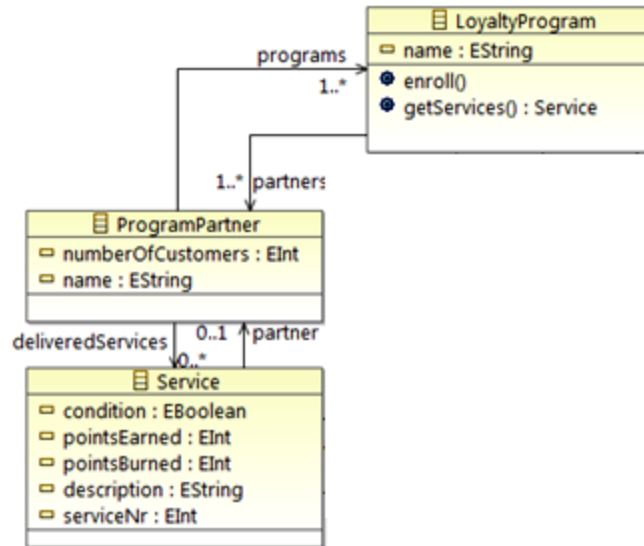 LoyaltyProgram
name : EString
enroll()
getServices() : Service
programs
1..*
1..* partners
ProgramPartner
numberOfCustomers : EInt
name : EString
deliveredServices
0..*
0..1 partner
Service
condition : EBoolean
pointsEarned : EInt
pointsBurned : EInt
description : EString
serviceNr : EInt